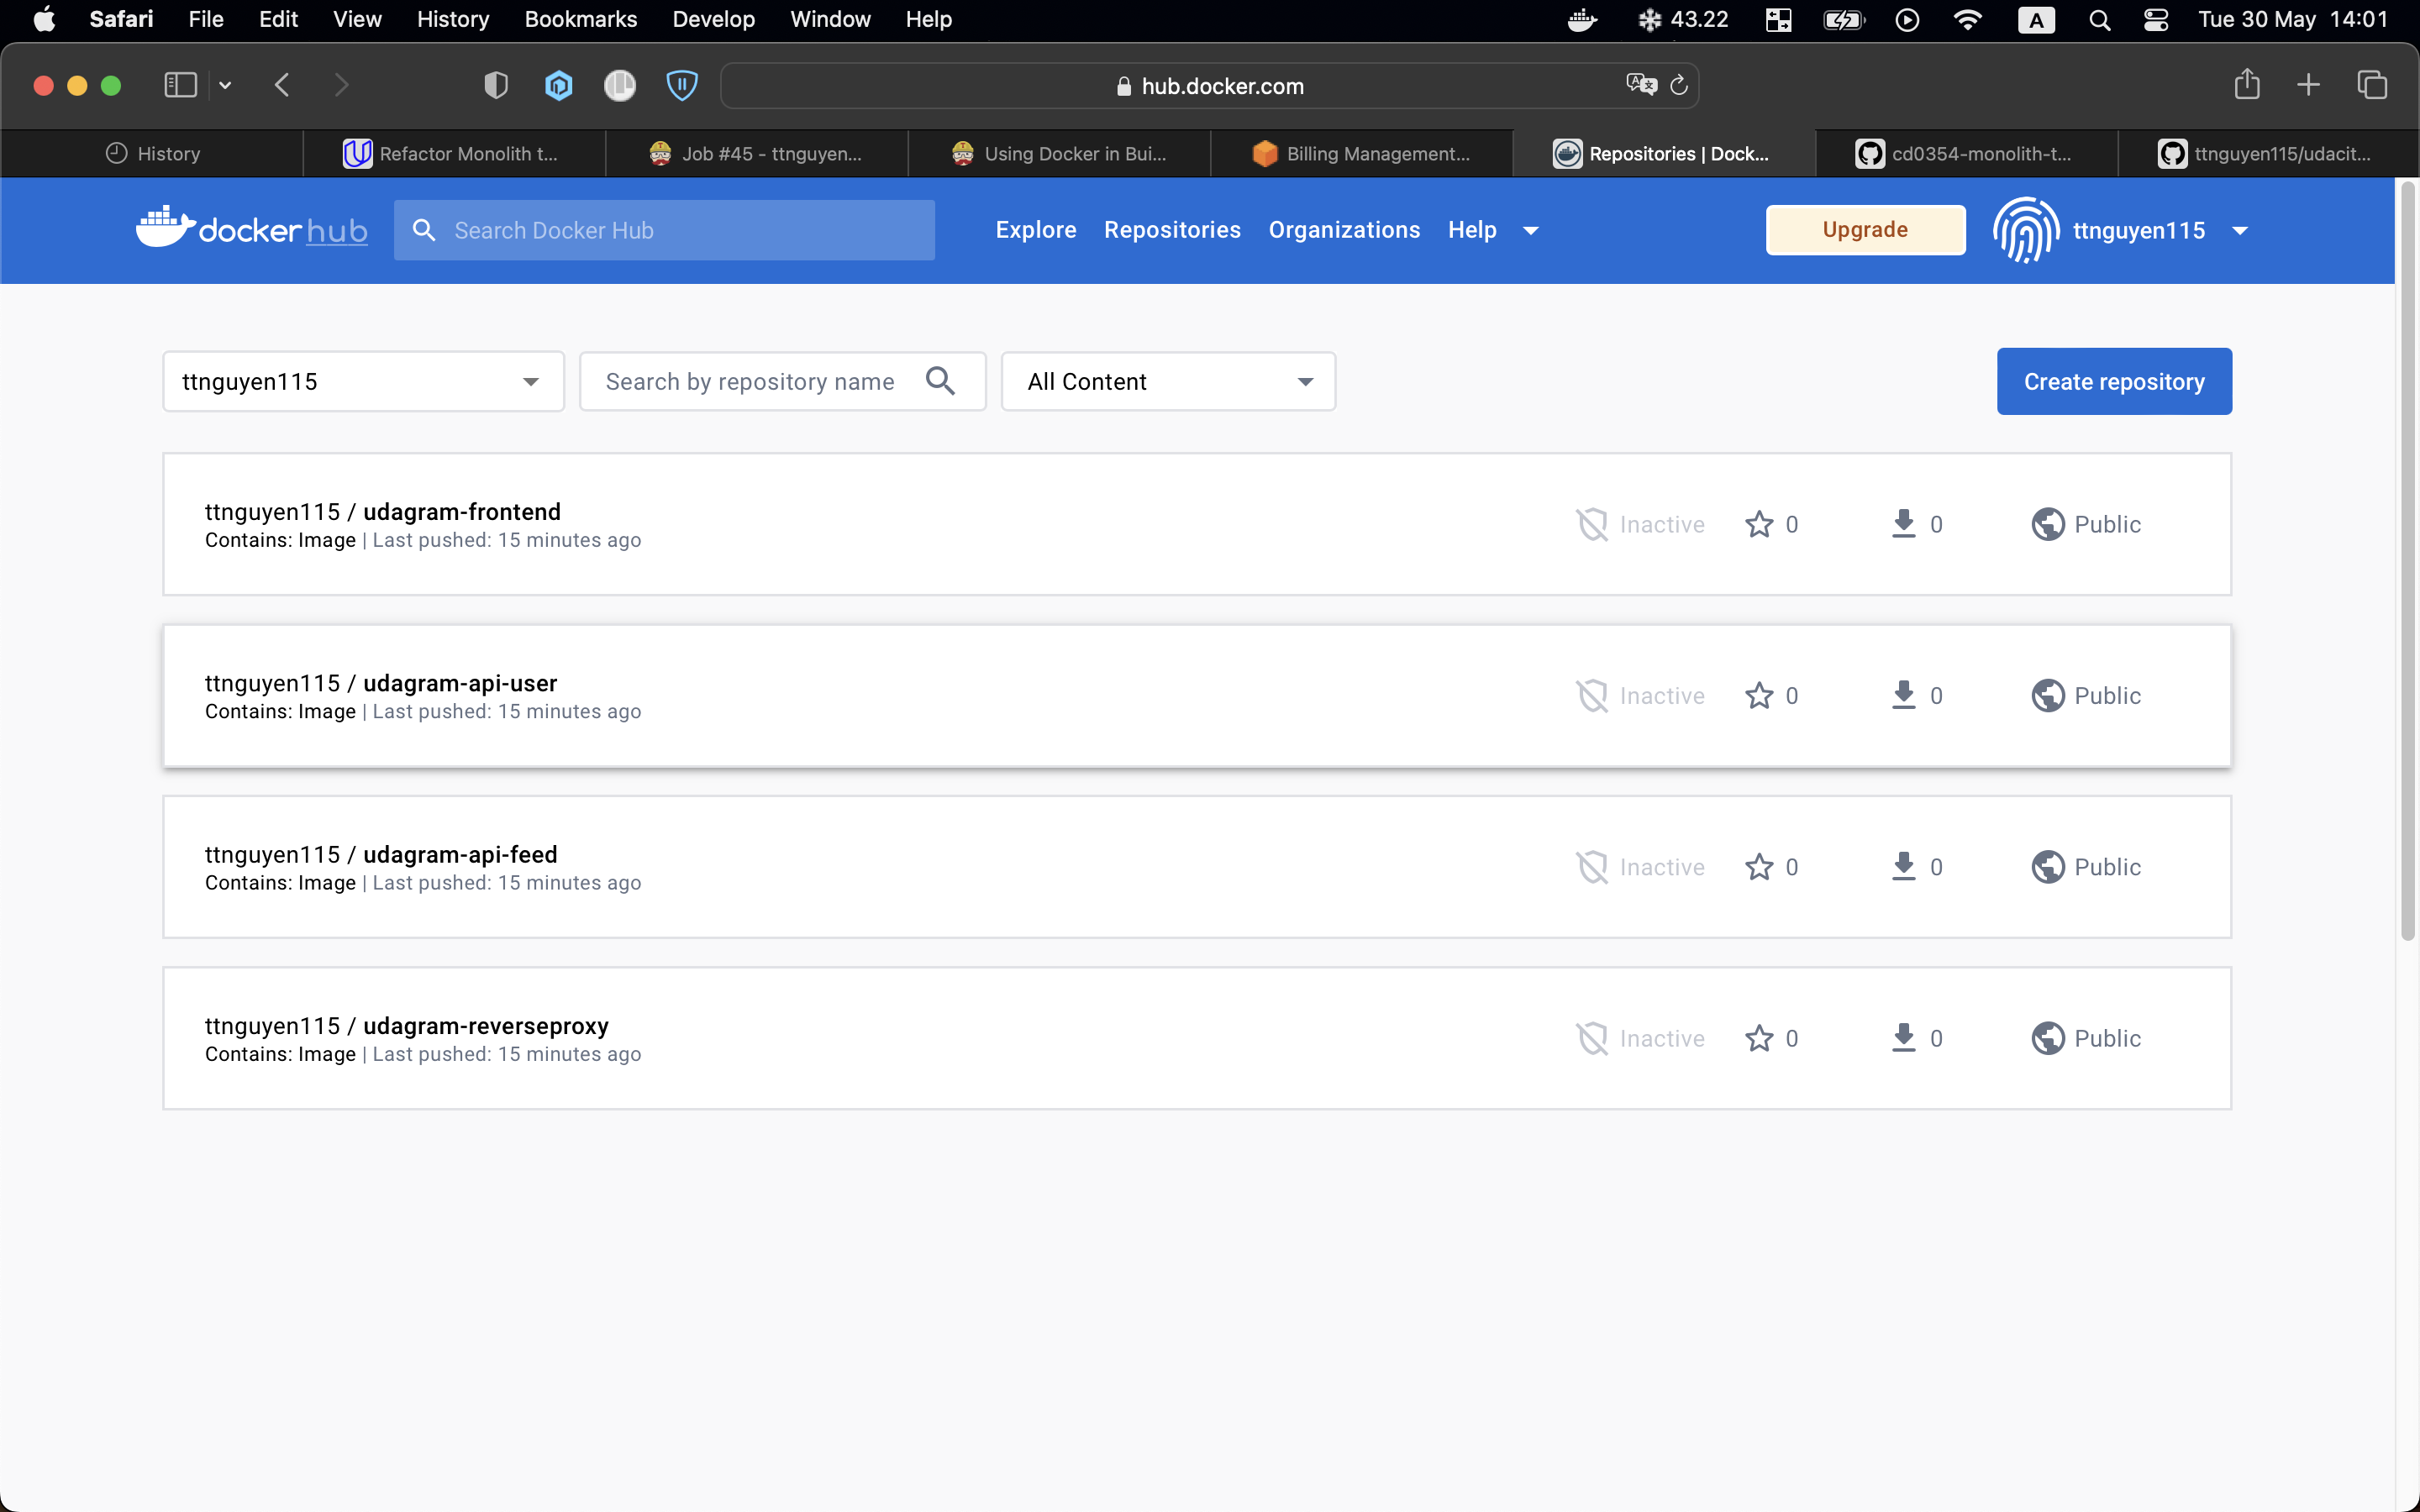 Safari File Edit View History Bookmarks Develop Window Help 43.22 A Tue 30 May 14:01
hub.docker.com
History Refactor Monolith t... Job #45 - ttnguyen... Using Docker in Bui... Billing Management... Repositories | Dock... cd0354-monolith-t... ttnguyen115/udacit...
docker hub Search Docker Hub Explore Repositories Organizations Help Upgrade ttnguyen115
ttnguyen115 Search by repository name All Content Create repository
ttnguyen115 / udagram-frontend
Contains: Image | Last pushed: 15 minutes ago
Inactive 0 0 Public
ttnguyen115 / udagram-api-user
Contains: Image | Last pushed: 15 minutes ago
Inactive 0 0 Public
ttnguyen115 / udagram-api-feed
Contains: Image | Last pushed: 15 minutes ago
Inactive 0 0 Public
ttnguyen115 / udagram-reverseproxy
Contains: Image | Last pushed: 15 minutes ago
Inactive 0 0 Public